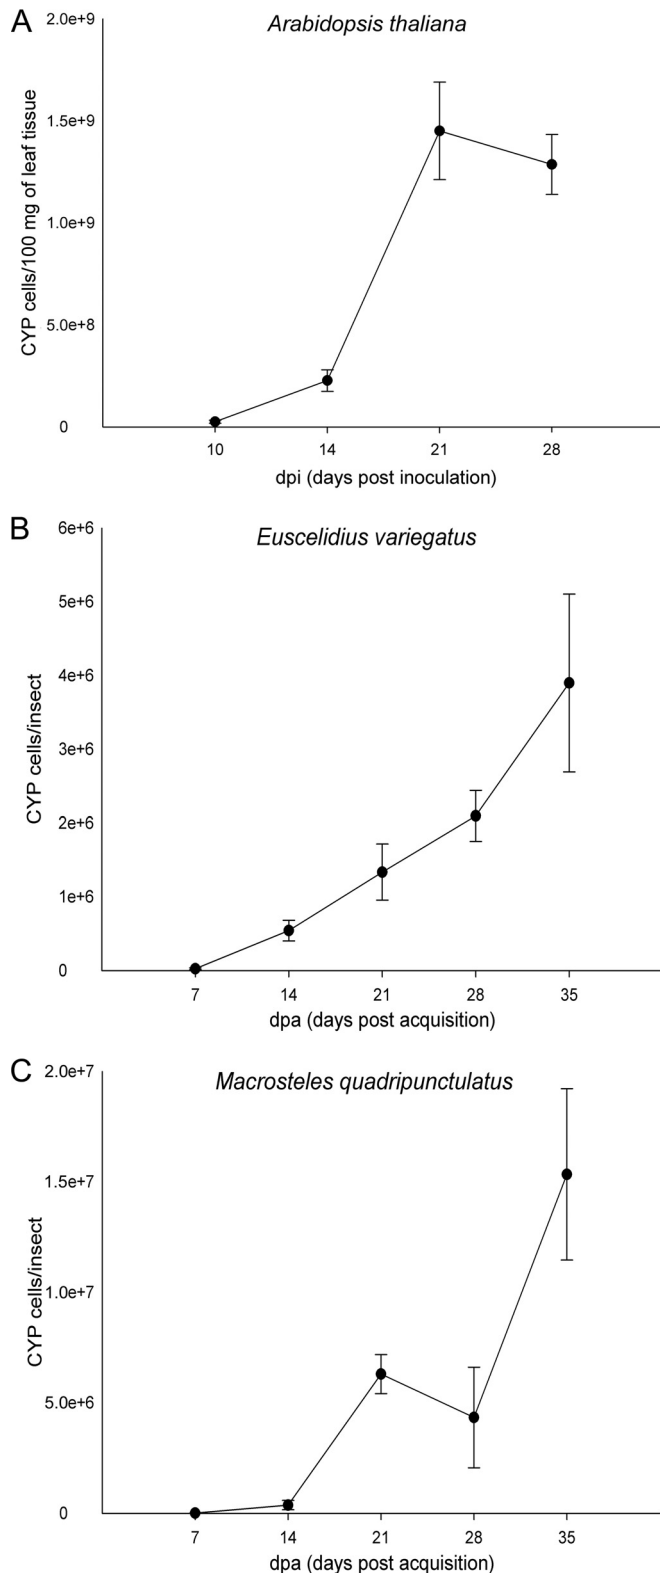 A
Arabidopsis thaliana
CYP cells/100 mg of leaf tissue
2.0e+9
1.5e+9
1.0e+9
5.0e+8
0
10 14 21 28
dpi (days post inoculation)
B
Euscelidius variegatus
CYP cells/insect
6e+6
5e+6
4e+6
3e+6
2e+6
1e+6
0
7 14 21 28 35
dpa (days post acquisition)
C
Macrosteles quadripunctulatus
CYP cells/insect
2.0e+7
1.5e+7
1.0e+7
5.0e+6
0
7 14 21 28 35
dpa (days post acquisition)